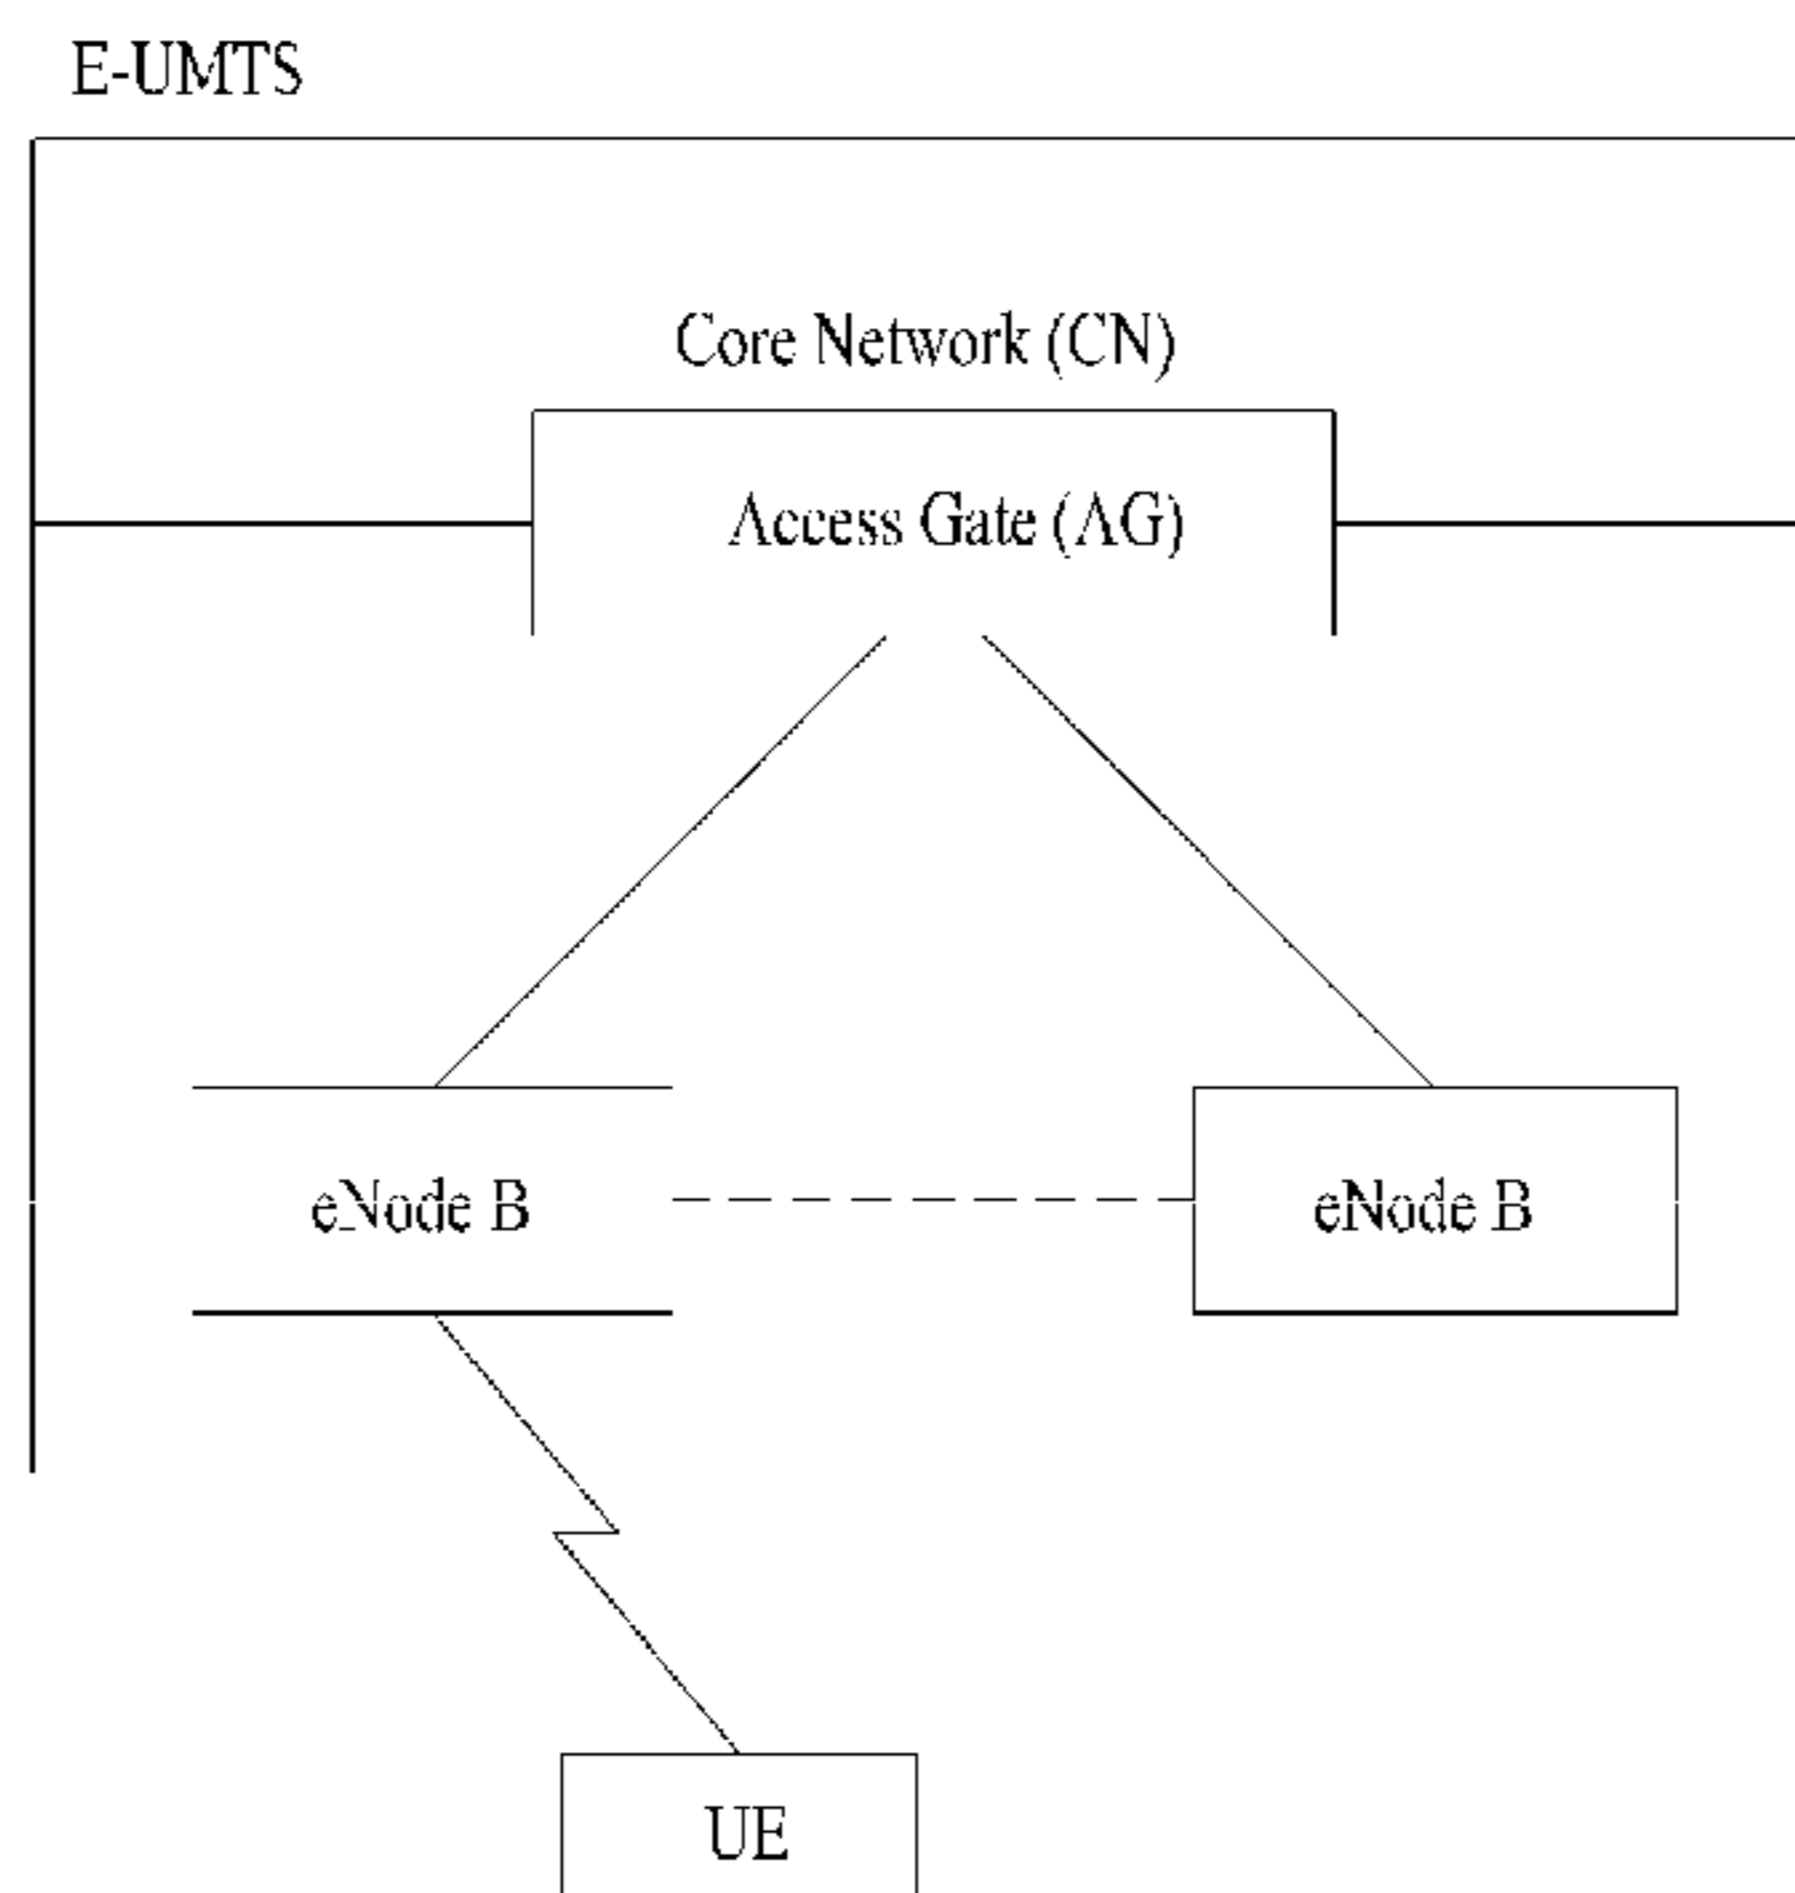 E-UMTS
Core Network (CN)
Access Gate (AG)
eNode B
eNode B
UE